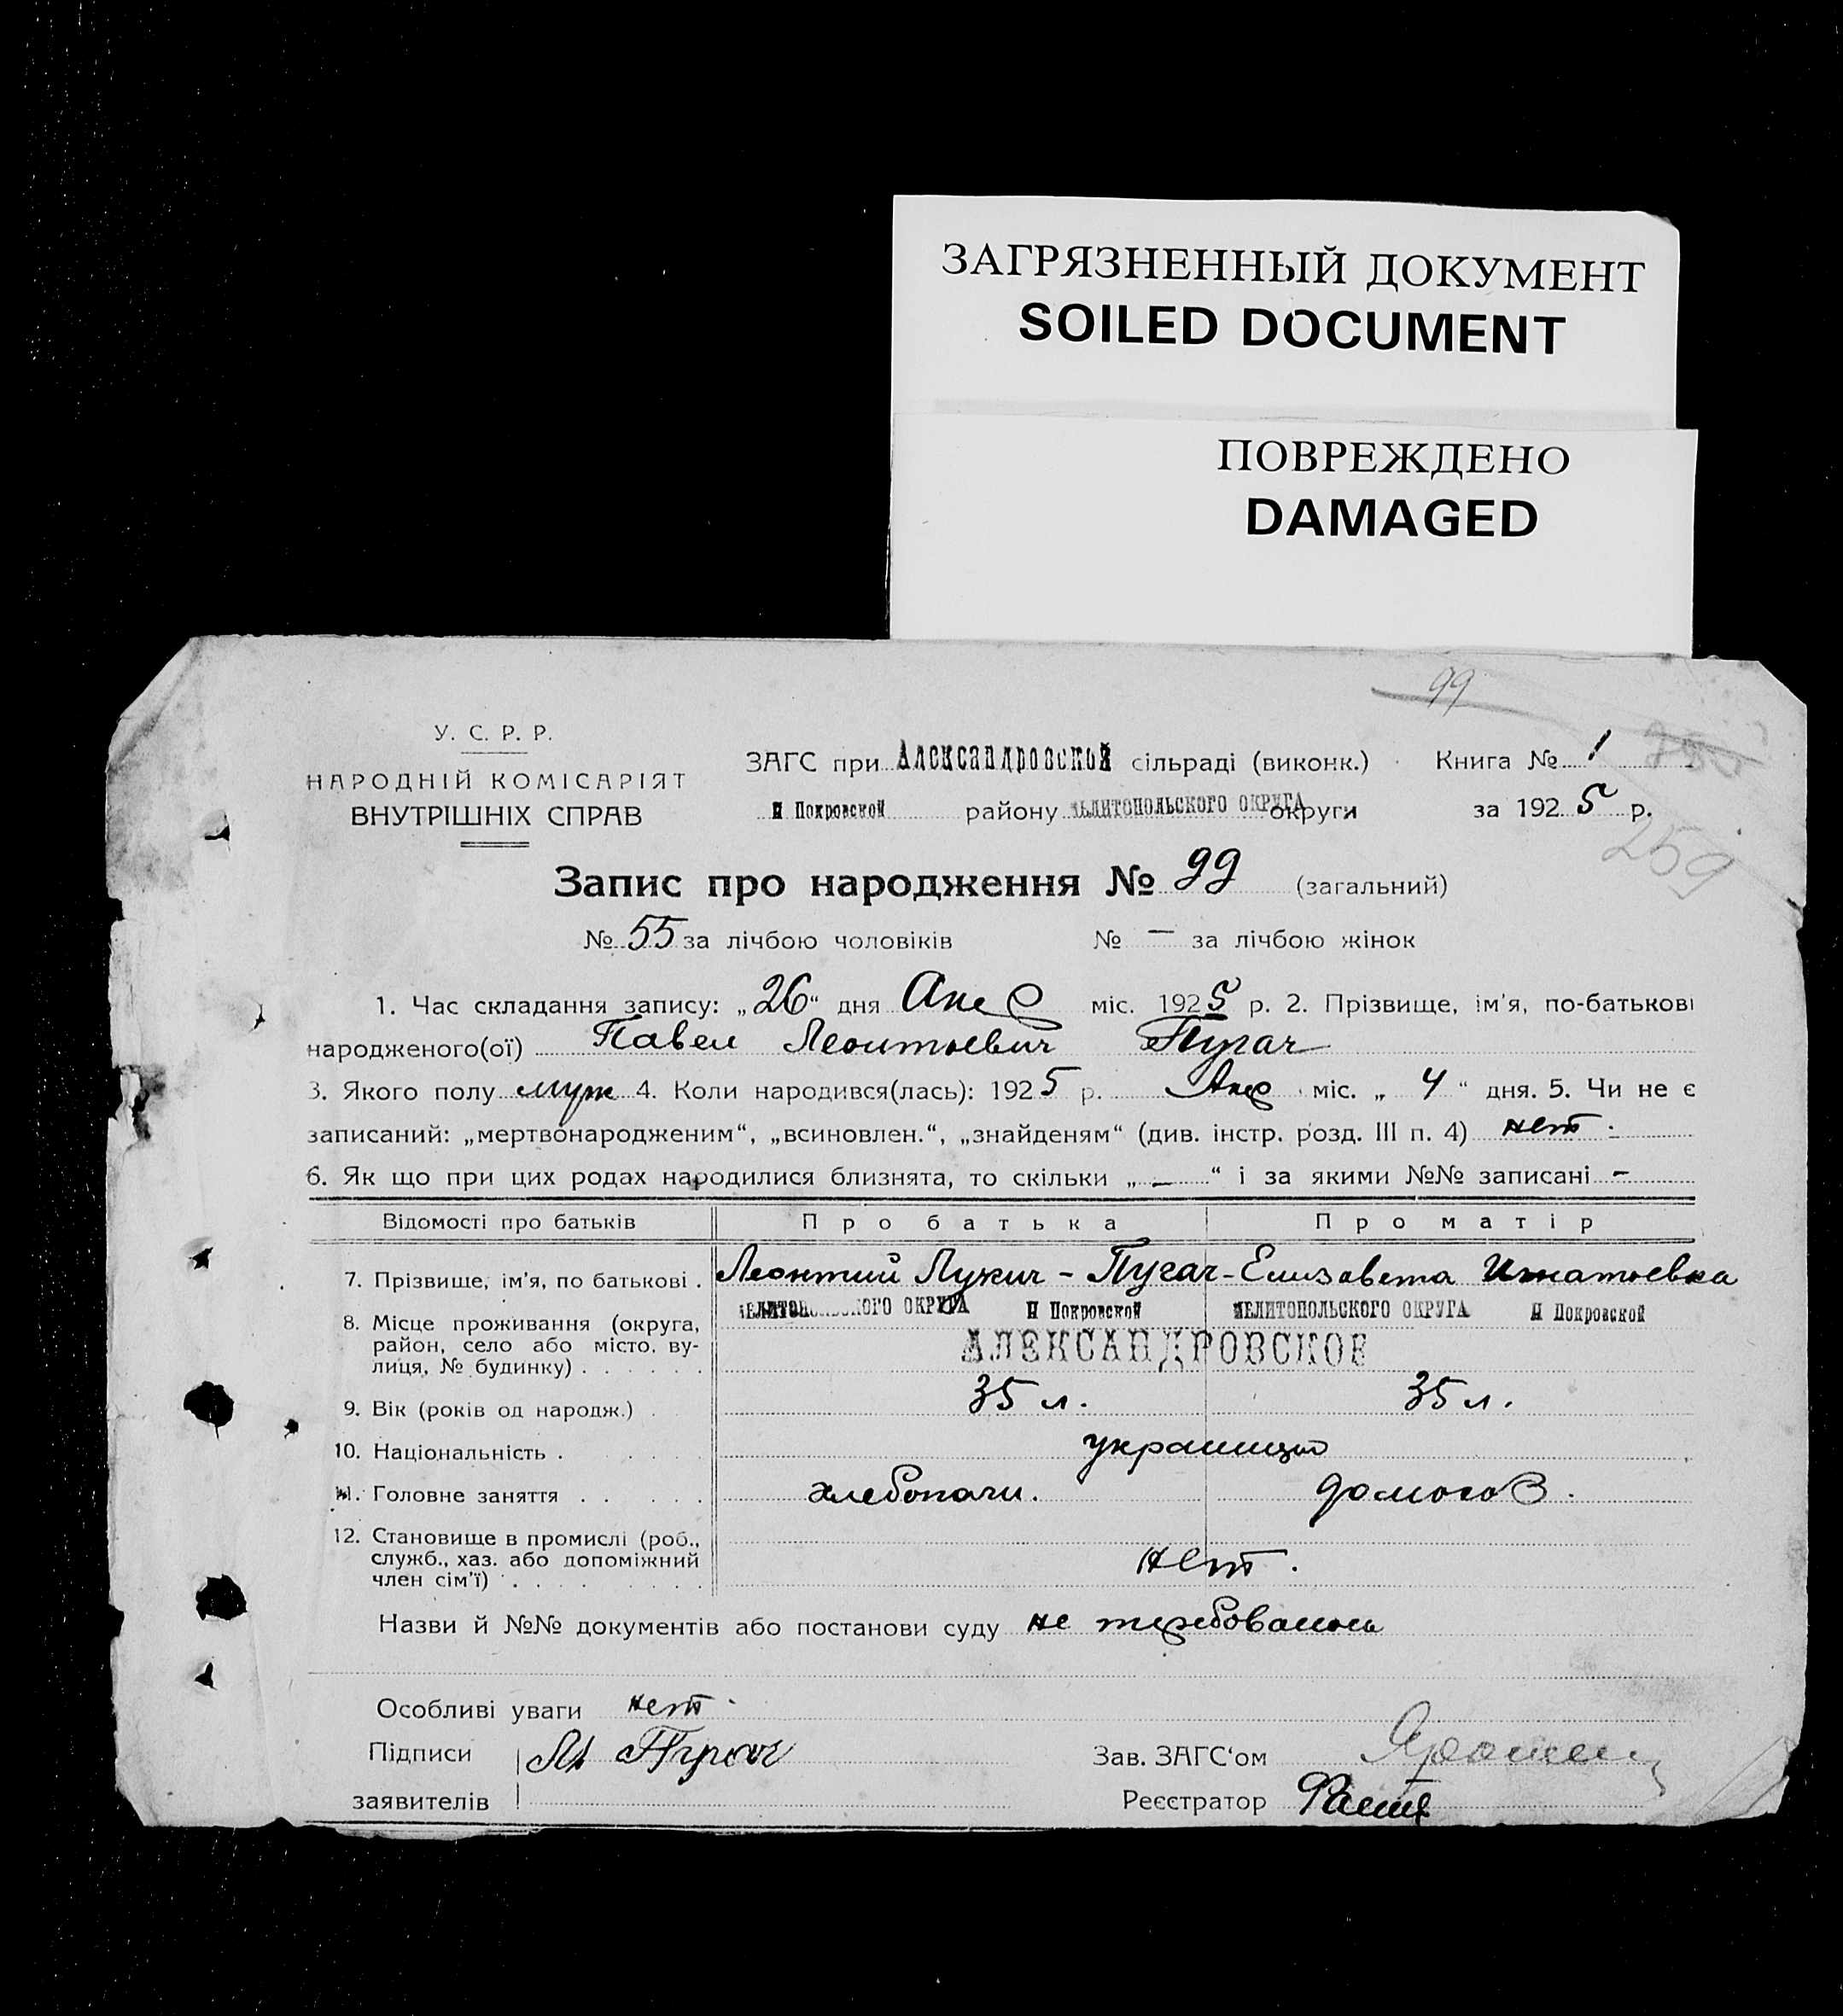 ЗАГРЯЗНЕННЫЙ ДОКУМЕНТ
SOILED DOCUMENT
ПОВРЕЖДЕНО
DAMAGED
99
У. С. Р. Р.
НАРОДНІЙ КОМІСАРІЯТ
ВНУТРІШНІХ СПРАВ
ЗАГС при Александровской сільраді (виконк.) Книга № 1
Н Покровской району МЕЛИТОПОЛЬСКОГО ОКРУГА округи за 1925 р.
259
Запис про народження № 99 (загальний)
№ 55 за лічбою чоловіків № — за лічбою жінок
1. Час складання запису: „26“ дня Апр міс. 1925 р. 2. Прізвище, ім'я, по-батькові
народженого(ої) Павел Леонтьевич Пугач
3. Якого полу муж 4. Коли народився(лась): 1925 р. Апр міс. „ 4 “ дня. 5. Чи не є
записаний: „мертвонародженим“, „всиновлен.“, „знайденям“ (див. інстр. розд. III п. 4) нет.
6. Як що при цих родах народилися близнята, то скільки „ — “ і за якими №№ записані —
Відомості про батьків Про батька Про матір
7. Прізвище, ім'я, по батькові . Леонтий Лукич - Пугач - Елизавета Игнатьевна
8. Місце проживання (округа, район, село або місто, вулиця, № будинку) . . . . . МЕЛИТОПОЛЬСКОГО ОКРУГА Н Покровской МЕЛИТОПОЛЬСКОГО ОКРУГА Н Покровской
АЛЕКСАНДРОВСКОЕ
9. Вік (років од народж.) . 35 л. 35 л.
10. Національність . . . . . украинцы
11. Головне заняття . . . . . хлебопаш. домохоз.
12. Становище в промислі (роб., служб., хаз. або допоміжний член сім'ї) . . . . . нет.
Назви й №№ документів або постанови суду не требовалось
Особливі уваги нет.
Підписи Пугач Зав. ЗАГС‘ом
заявителів Реєстратор